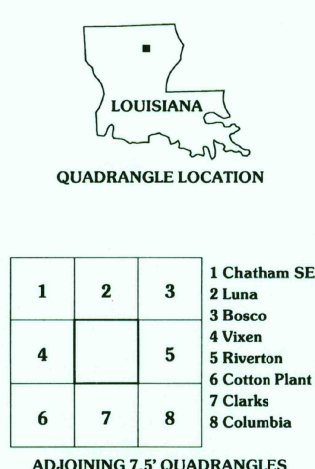 LOUISIANA
QUADRANGLE LOCATION
1 2 3
4 5
6 7 8
1 Chatham SE
2 Luna
3 Bosco
4 Vixen
5 Riverton
6 Cotton Plant
7 Clarks
8 Columbia
ADJOINING 7.5' QUADRANGLES